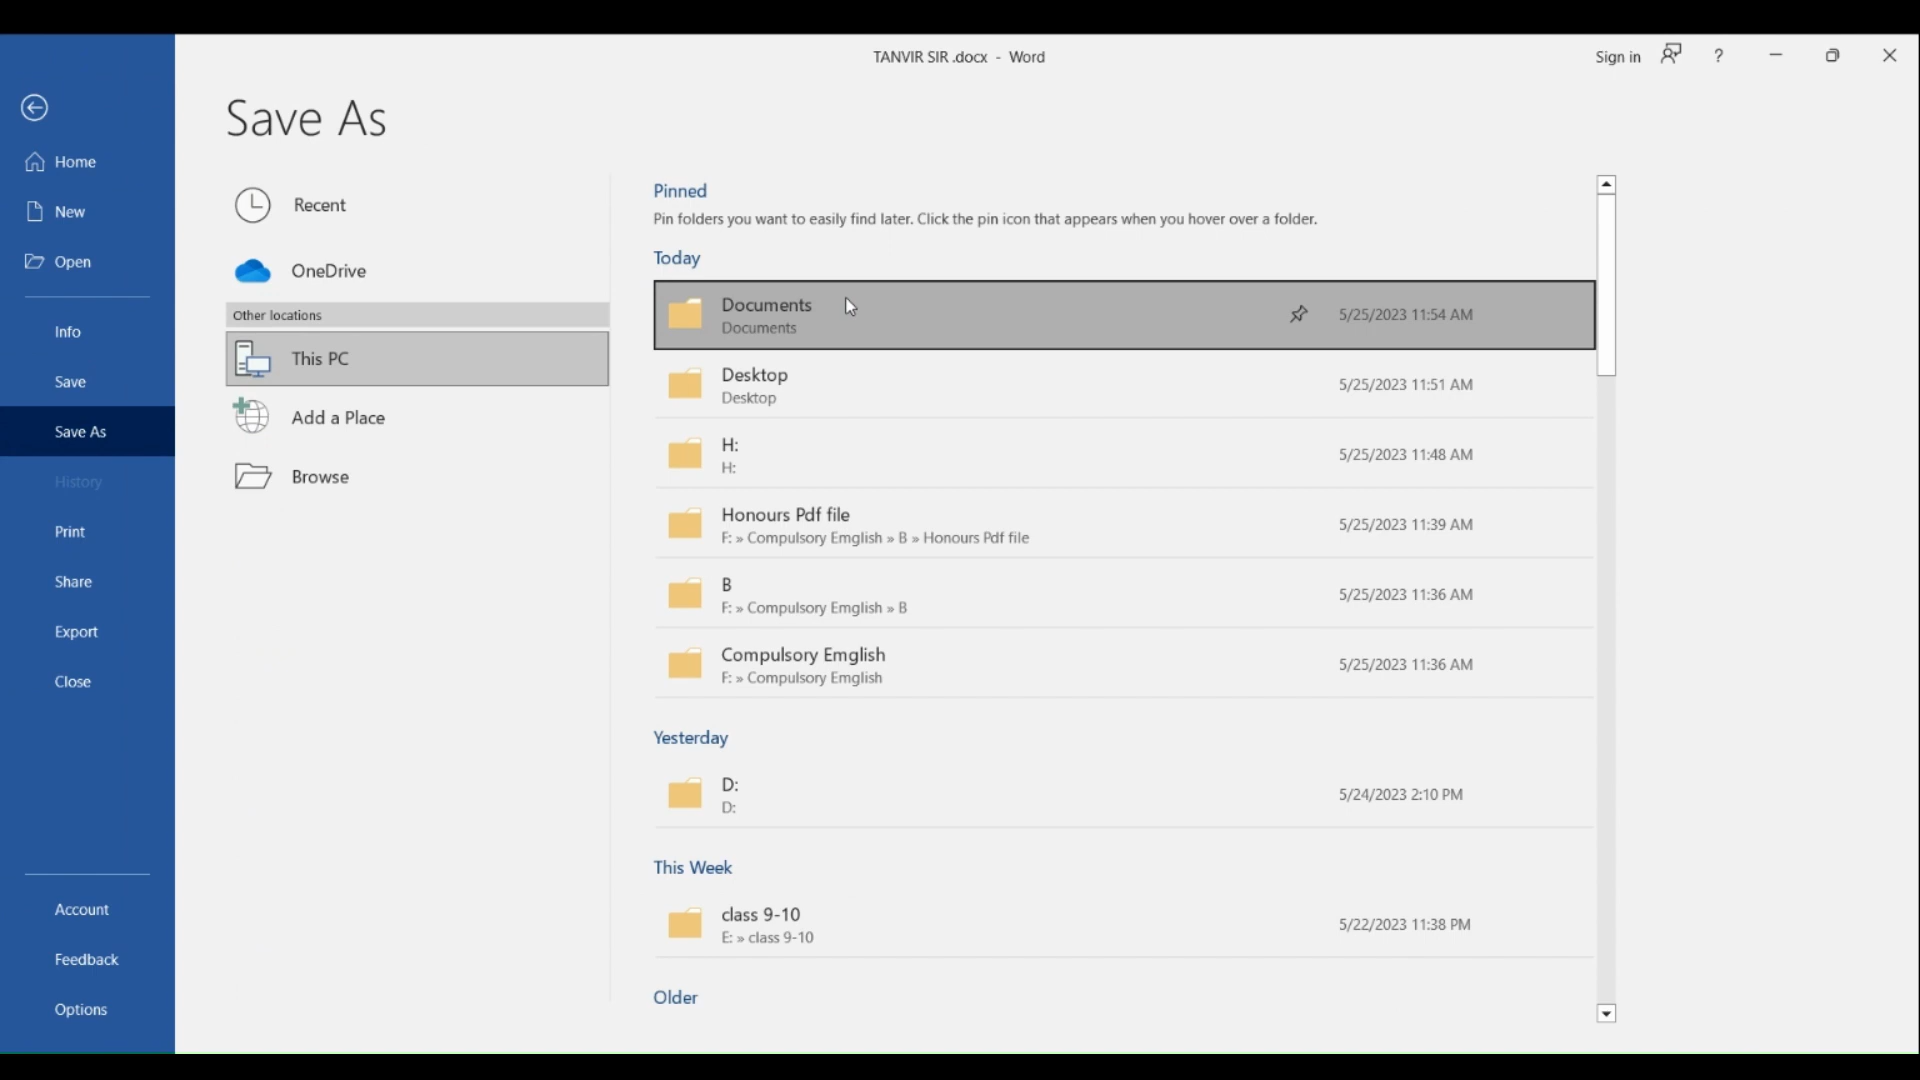 TANVIR SIR .docx - Word
Sign in
?
Save As
Home
New
Open
Info
Save
Save As
History
Print
Share
Export
Close
Account
Feedback
Options
Recent
OneDrive
Other locations
This PC
Add a Place
Browse
Pinned
Pin folders you want to easily find later. Click the pin icon that appears when you hover over a folder.
Today
Documents
Documents
5/25/2023 11:54 AM
Desktop
Desktop
5/25/2023 11:51 AM
H:
H:
5/25/2023 11:48 AM
Honours Pdf file
F: » Compulsory Emglish » B » Honours Pdf file
5/25/2023 11:39 AM
B
F: » Compulsory Emglish » B
5/25/2023 11:36 AM
Compulsory Emglish
F: » Compulsory Emglish
5/25/2023 11:36 AM
Yesterday
D:
D:
5/24/2023 2:10 PM
This Week
class 9-10
E: » class 9-10
5/22/2023 11:38 PM
Older